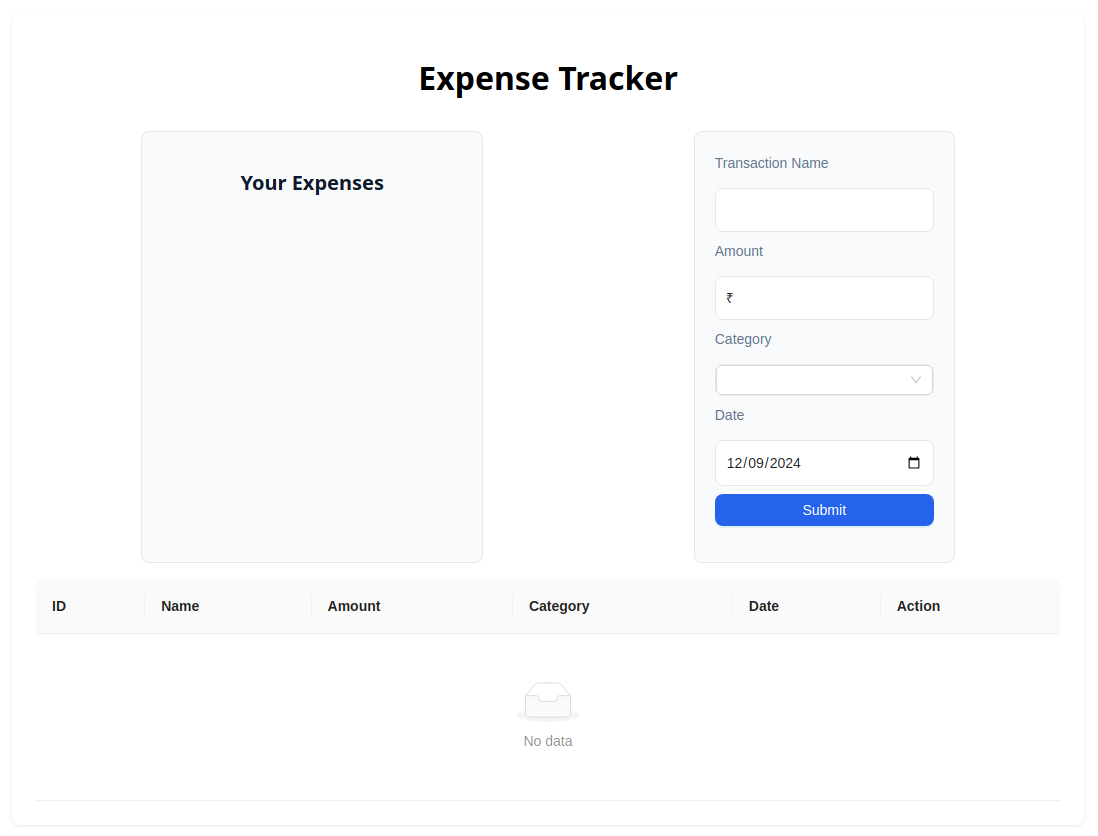 Expense Tracker
Your Expenses
Transaction Name
Amount
₹
Category
Date
12/09/2024
Submit
ID Name Amount Category Date Action
No data